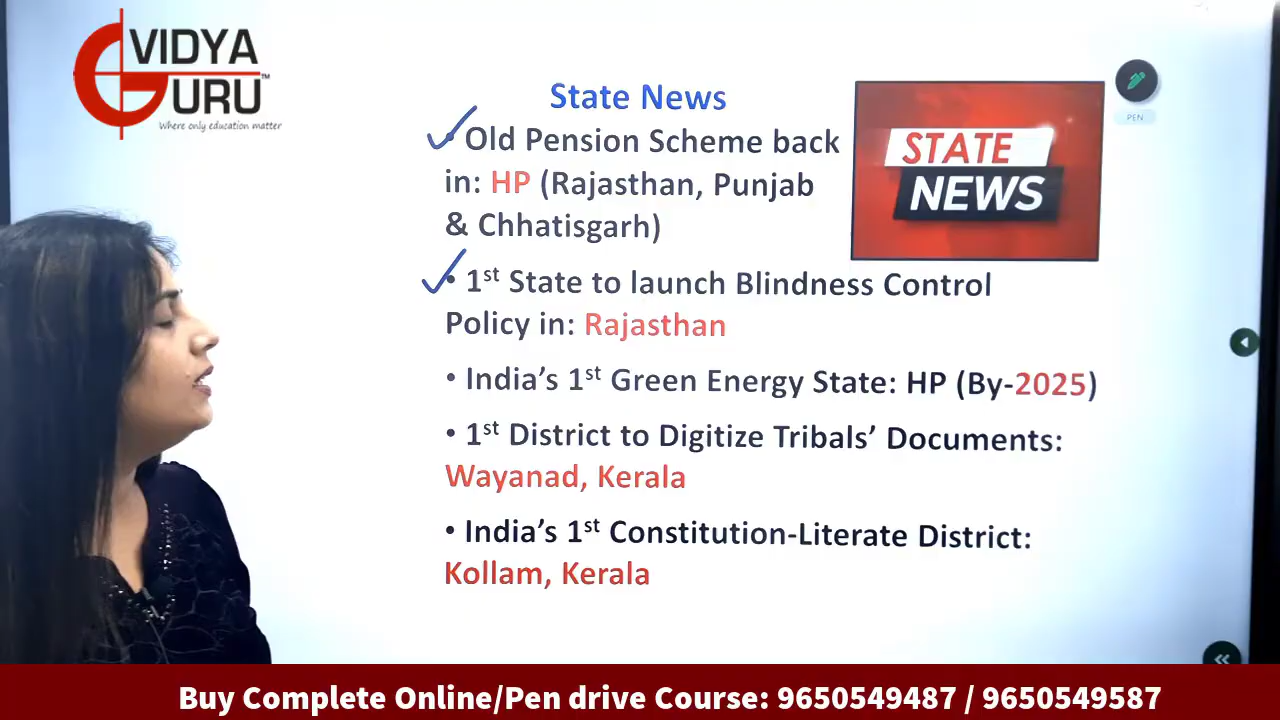 VIDYA
GURU™
Where only education matter
State News
• Old Pension Scheme back
in: HP (Rajasthan, Punjab
& Chhatisgarh)
• 1st State to launch Blindness Control
Policy in: Rajasthan
• India's 1st Green Energy State: HP (By-2025)
• 1st District to Digitize Tribals' Documents:
Wayanad, Kerala
• India's 1st Constitution-Literate District:
Kollam, Kerala
STATE
NEWS
PEN
Buy Complete Online/Pen drive Course: 9650549487 / 9650549587